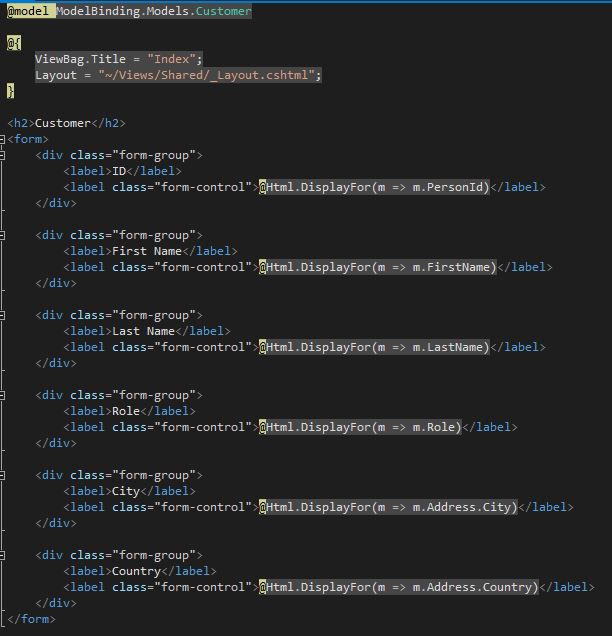 @model ModelBinding.Models.Customer

@{
    ViewBag.Title = "Index";
    Layout = "~/Views/Shared/_Layout.cshtml";
}

<h2>Customer</h2>
<form>
    <div class="form-group">
        <label>ID</label>
        <label class="form-control">@Html.DisplayFor(m => m.PersonId)</label>
    </div>

    <div class="form-group">
        <label>First Name</label>
        <label class="form-control">@Html.DisplayFor(m => m.FirstName)</label>
    </div>

    <div class="form-group">
        <label>Last Name</label>
        <label class="form-control">@Html.DisplayFor(m => m.LastName)</label>
    </div>

    <div class="form-group">
        <label>Role</label>
        <label class="form-control">@Html.DisplayFor(m => m.Role)</label>
    </div>

    <div class="form-group">
        <label>City</label>
        <label class="form-control">@Html.DisplayFor(m => m.Address.City)</label>
    </div>

    <div class="form-group">
        <label>Country</label>
        <label class="form-control">@Html.DisplayFor(m => m.Address.Country)</label>
    </div>
</form>